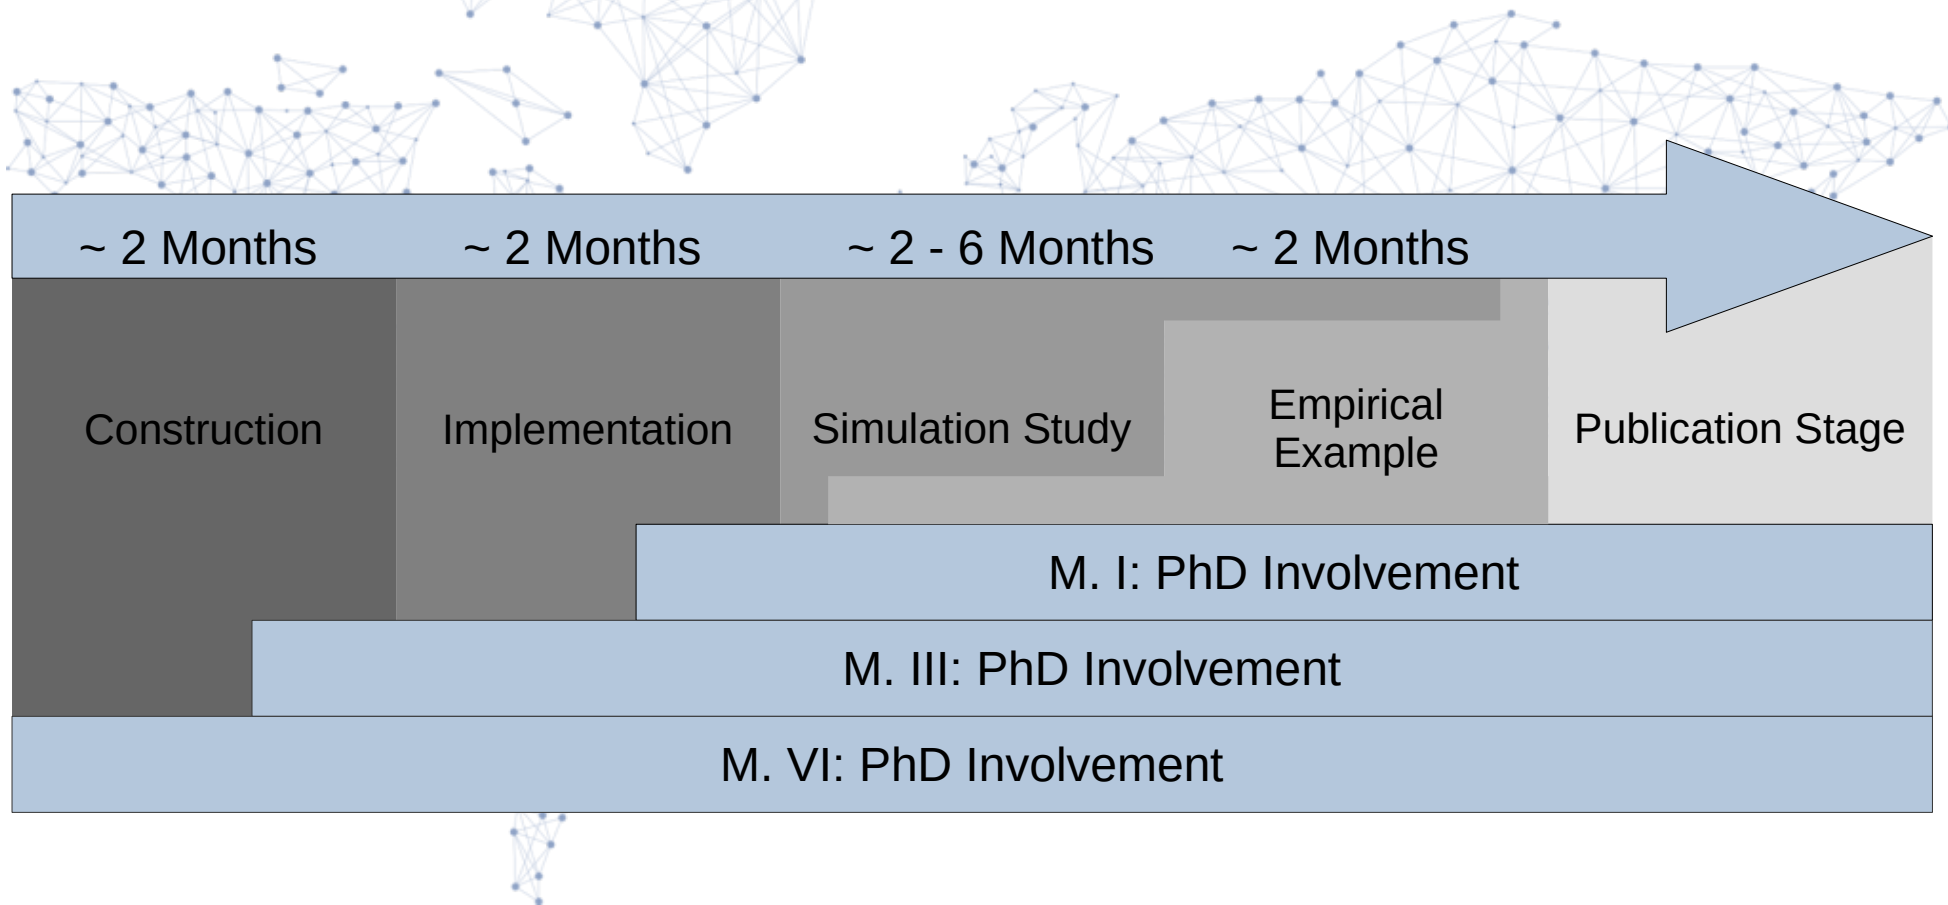 ~ 2 Months
~ 2 Months
~ 2 - 6 Months
~ 2 Months
Construction
Implementation
Simulation Study
Empirical
Example
Publication Stage
M. I: PhD Involvement
M. III: PhD Involvement
M. VI: PhD Involvement